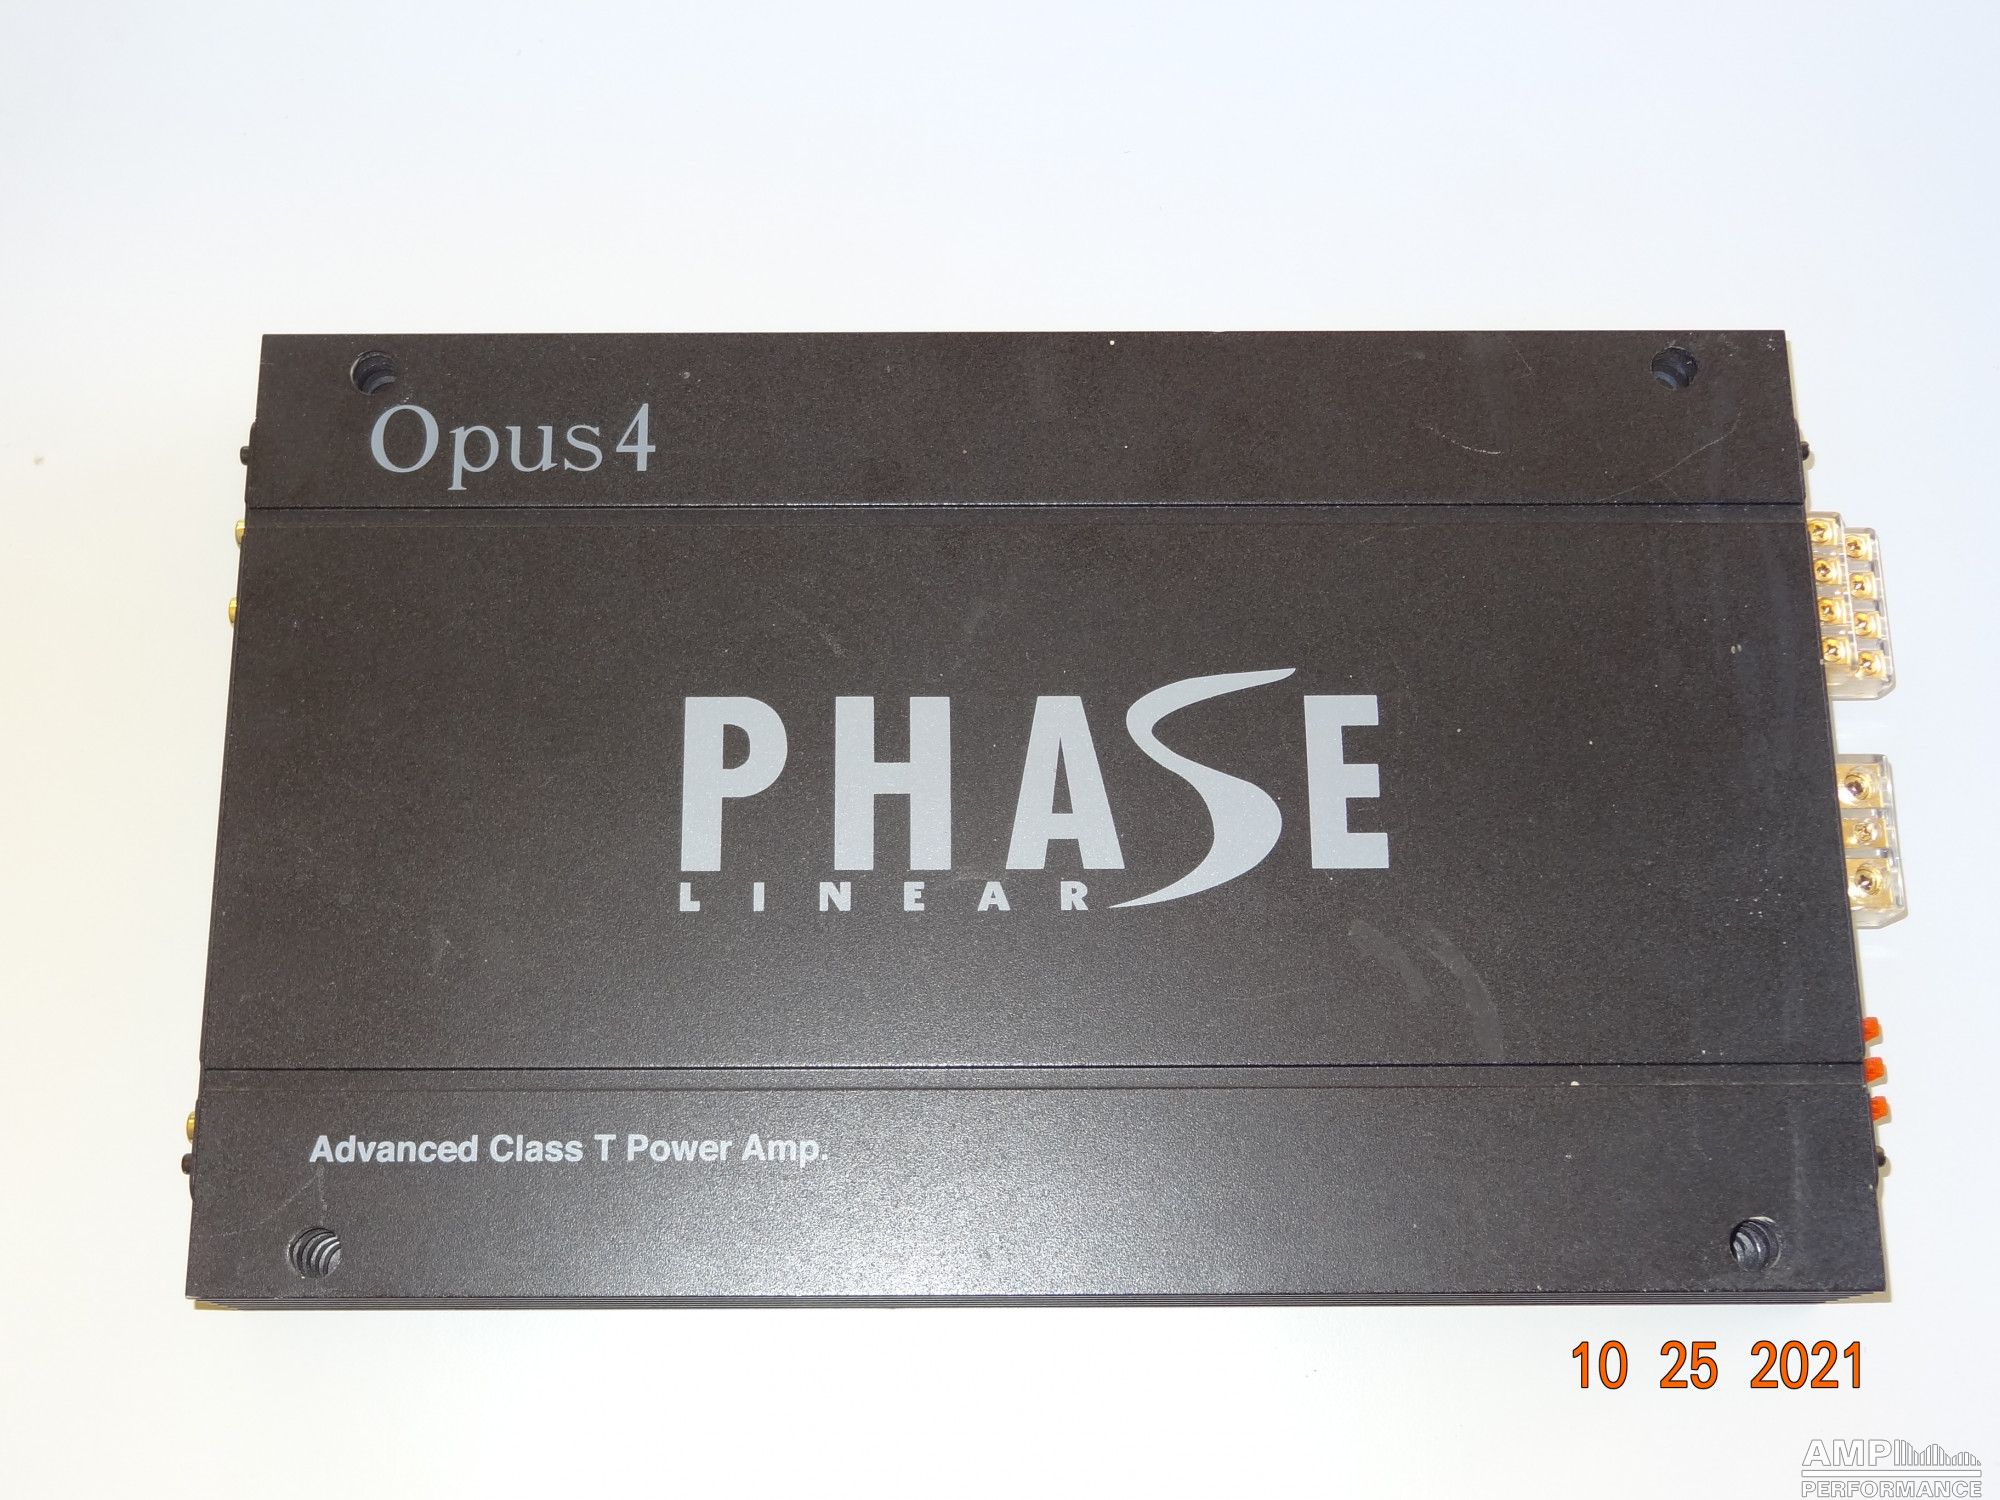 Opus4
PHASE
LINEAR
Advanced Class T Power Amp.
10 25 2021
AMP
PERFORMANCE